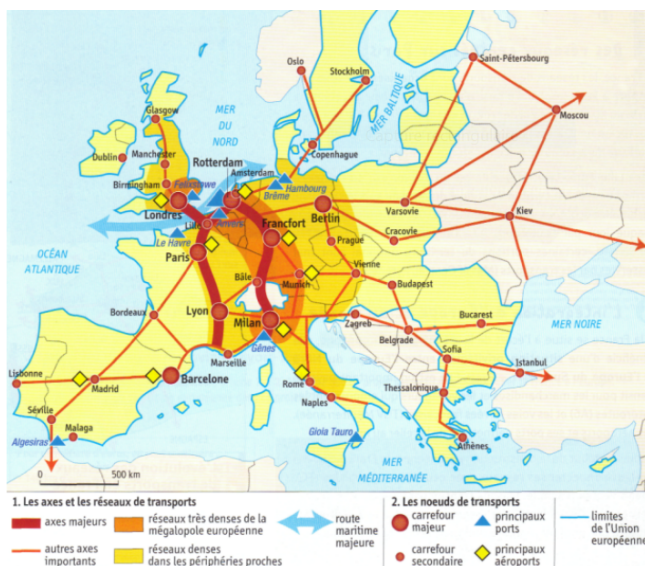 Oslo
Stockholm
Saint-Pétersbourg
Moscou
MER BALTIQUE
Glasgow
MER
DU
NORD
Dublin
Manchester
Copenhague
Rotterdam
Amsterdam
Birmingham
Felixstowe
Hambourg
Brême
Londres
Berlin
Varsovie
Kiev
Lille
Anvers
Francfort
Le Havre
Paris
Prague
Cracovie
OCÉAN
ATLANTIQUE
Bâle
Munich
Vienne
Budapest
Bordeaux
Lyon
Milan
Zagreb
Belgrade
Bucarest
MER NOIRE
Gênes
Marseille
Sofia
Istanbul
Lisbonne
Madrid
Barcelone
Rome
Naples
Thessalonique
Séville
Malaga
Algesiras
Gioia Tauro
Athènes
MER
MÉDITERRANÉE
0 500 km
1. Les axes et les réseaux de transports
axes majeurs
réseaux très denses de la
mégalopole européenne
route
maritime
majeure
autres axes
importants
réseaux denses
dans les périphéries proches
2. Les noeuds de transports
carrefour
majeur
principaux
ports
limites
de l'Union
européenne
carrefour
secondaire
principaux
aéroports